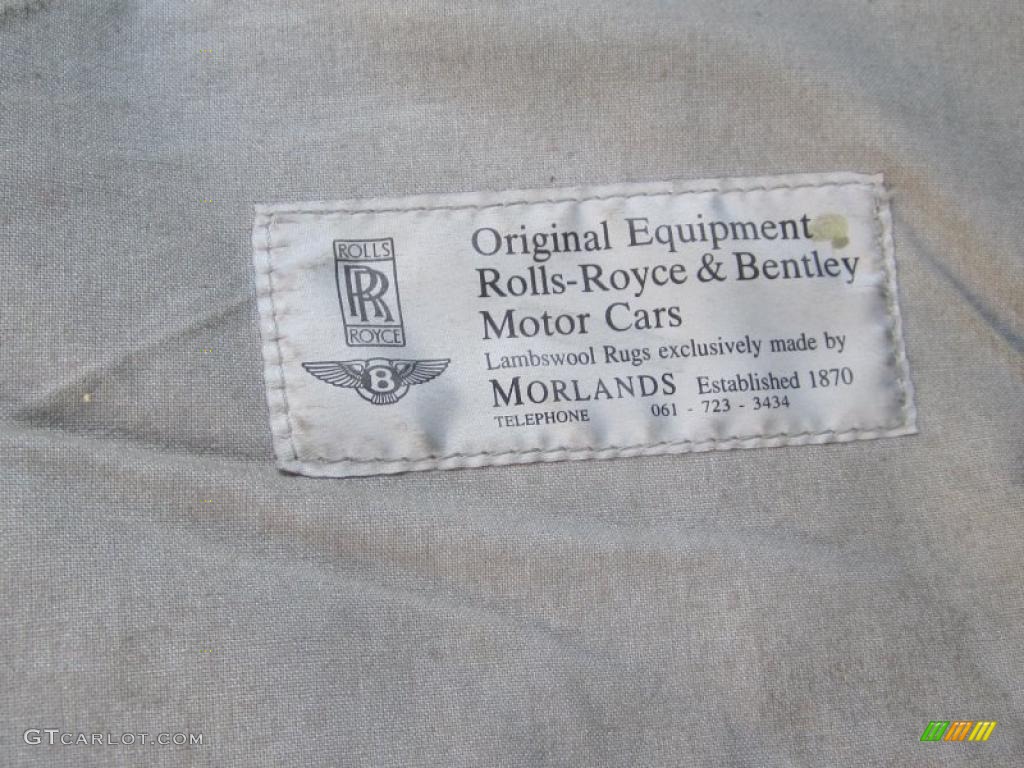 ROLLS
RR
ROYCE
B
Original Equipment
Rolls-Royce & Bentley
Motor Cars
Lambswool Rugs exclusively made by
MORLANDS Established 1870
TELEPHONE 061 - 723 - 3434
GTCARLOT.COM